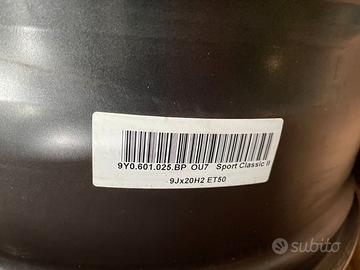 9Y0.601.025.BP OU7 Sport Classic II
9Jx20H2 ET50
subito